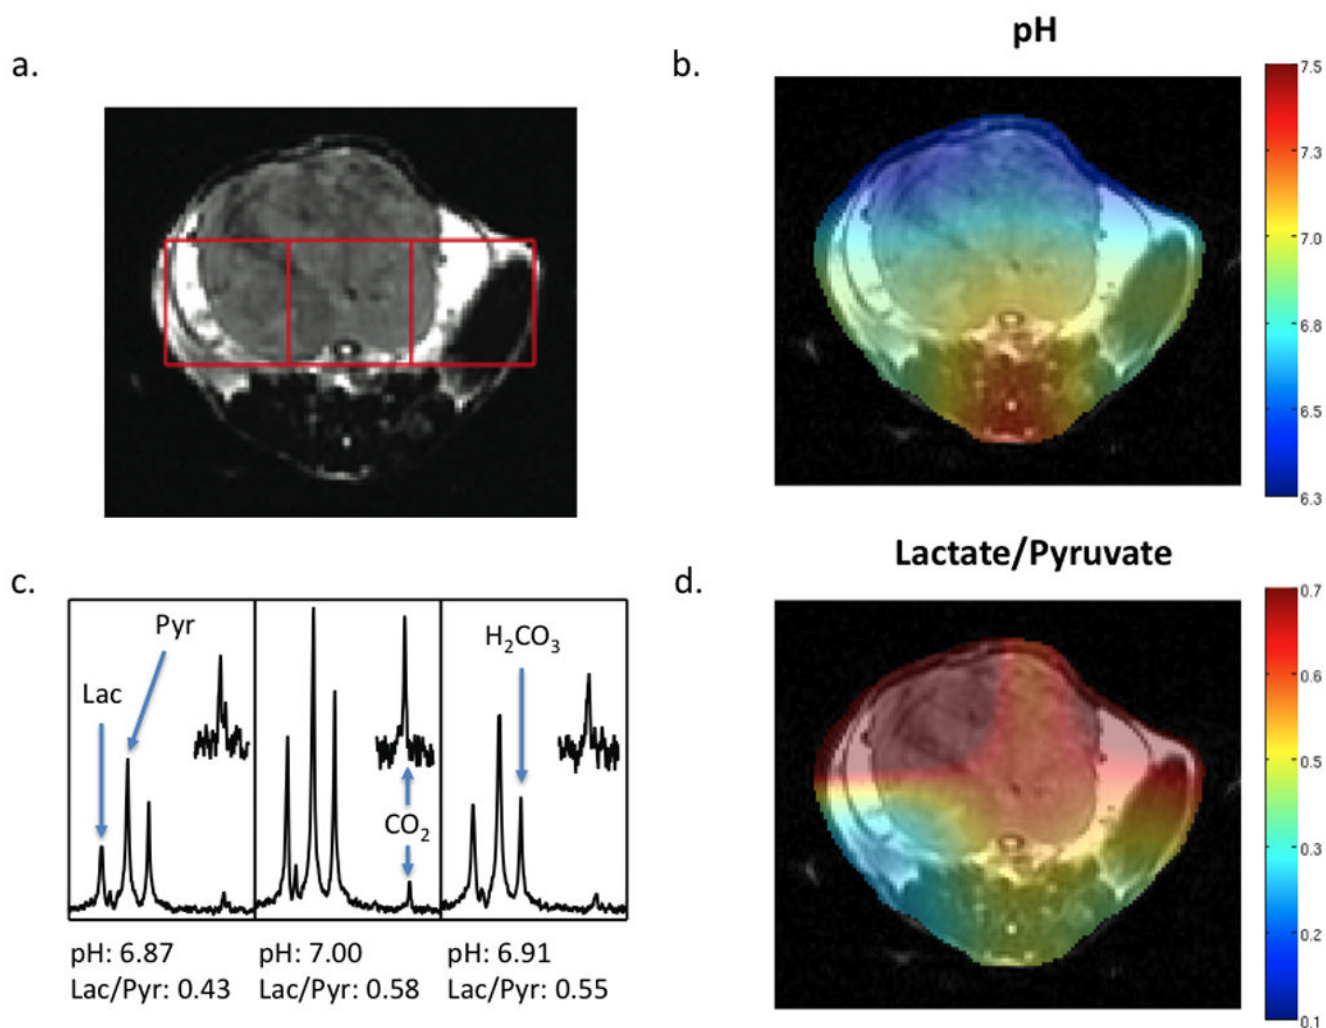 a.
b.
pH
7.5
7.3
7.0
6.8
6.5
6.3
c.
Pyr
Lac
H₂CO₃
CO₂
pH: 6.87
Lac/Pyr: 0.43
pH: 7.00
Lac/Pyr: 0.58
pH: 6.91
Lac/Pyr: 0.55
d.
Lactate/Pyruvate
0.7
0.6
0.5
0.3
0.2
0.1